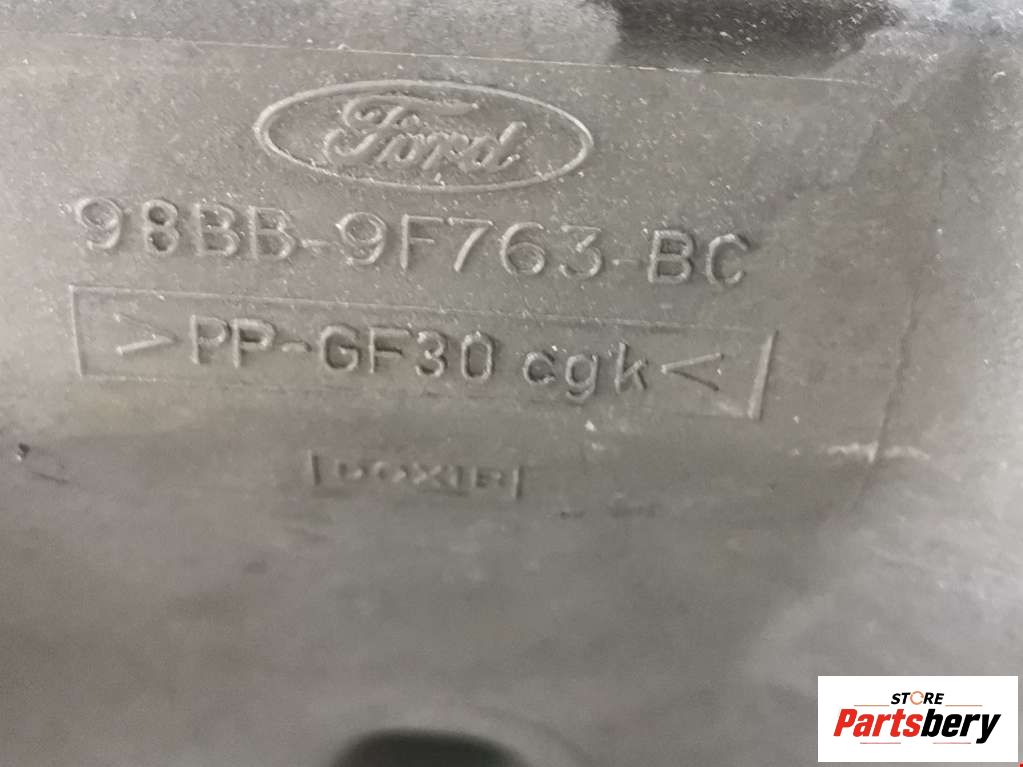 Ford
98BB-9F763-BC
>PP-GF30 cgk<
STORE
Partsbery